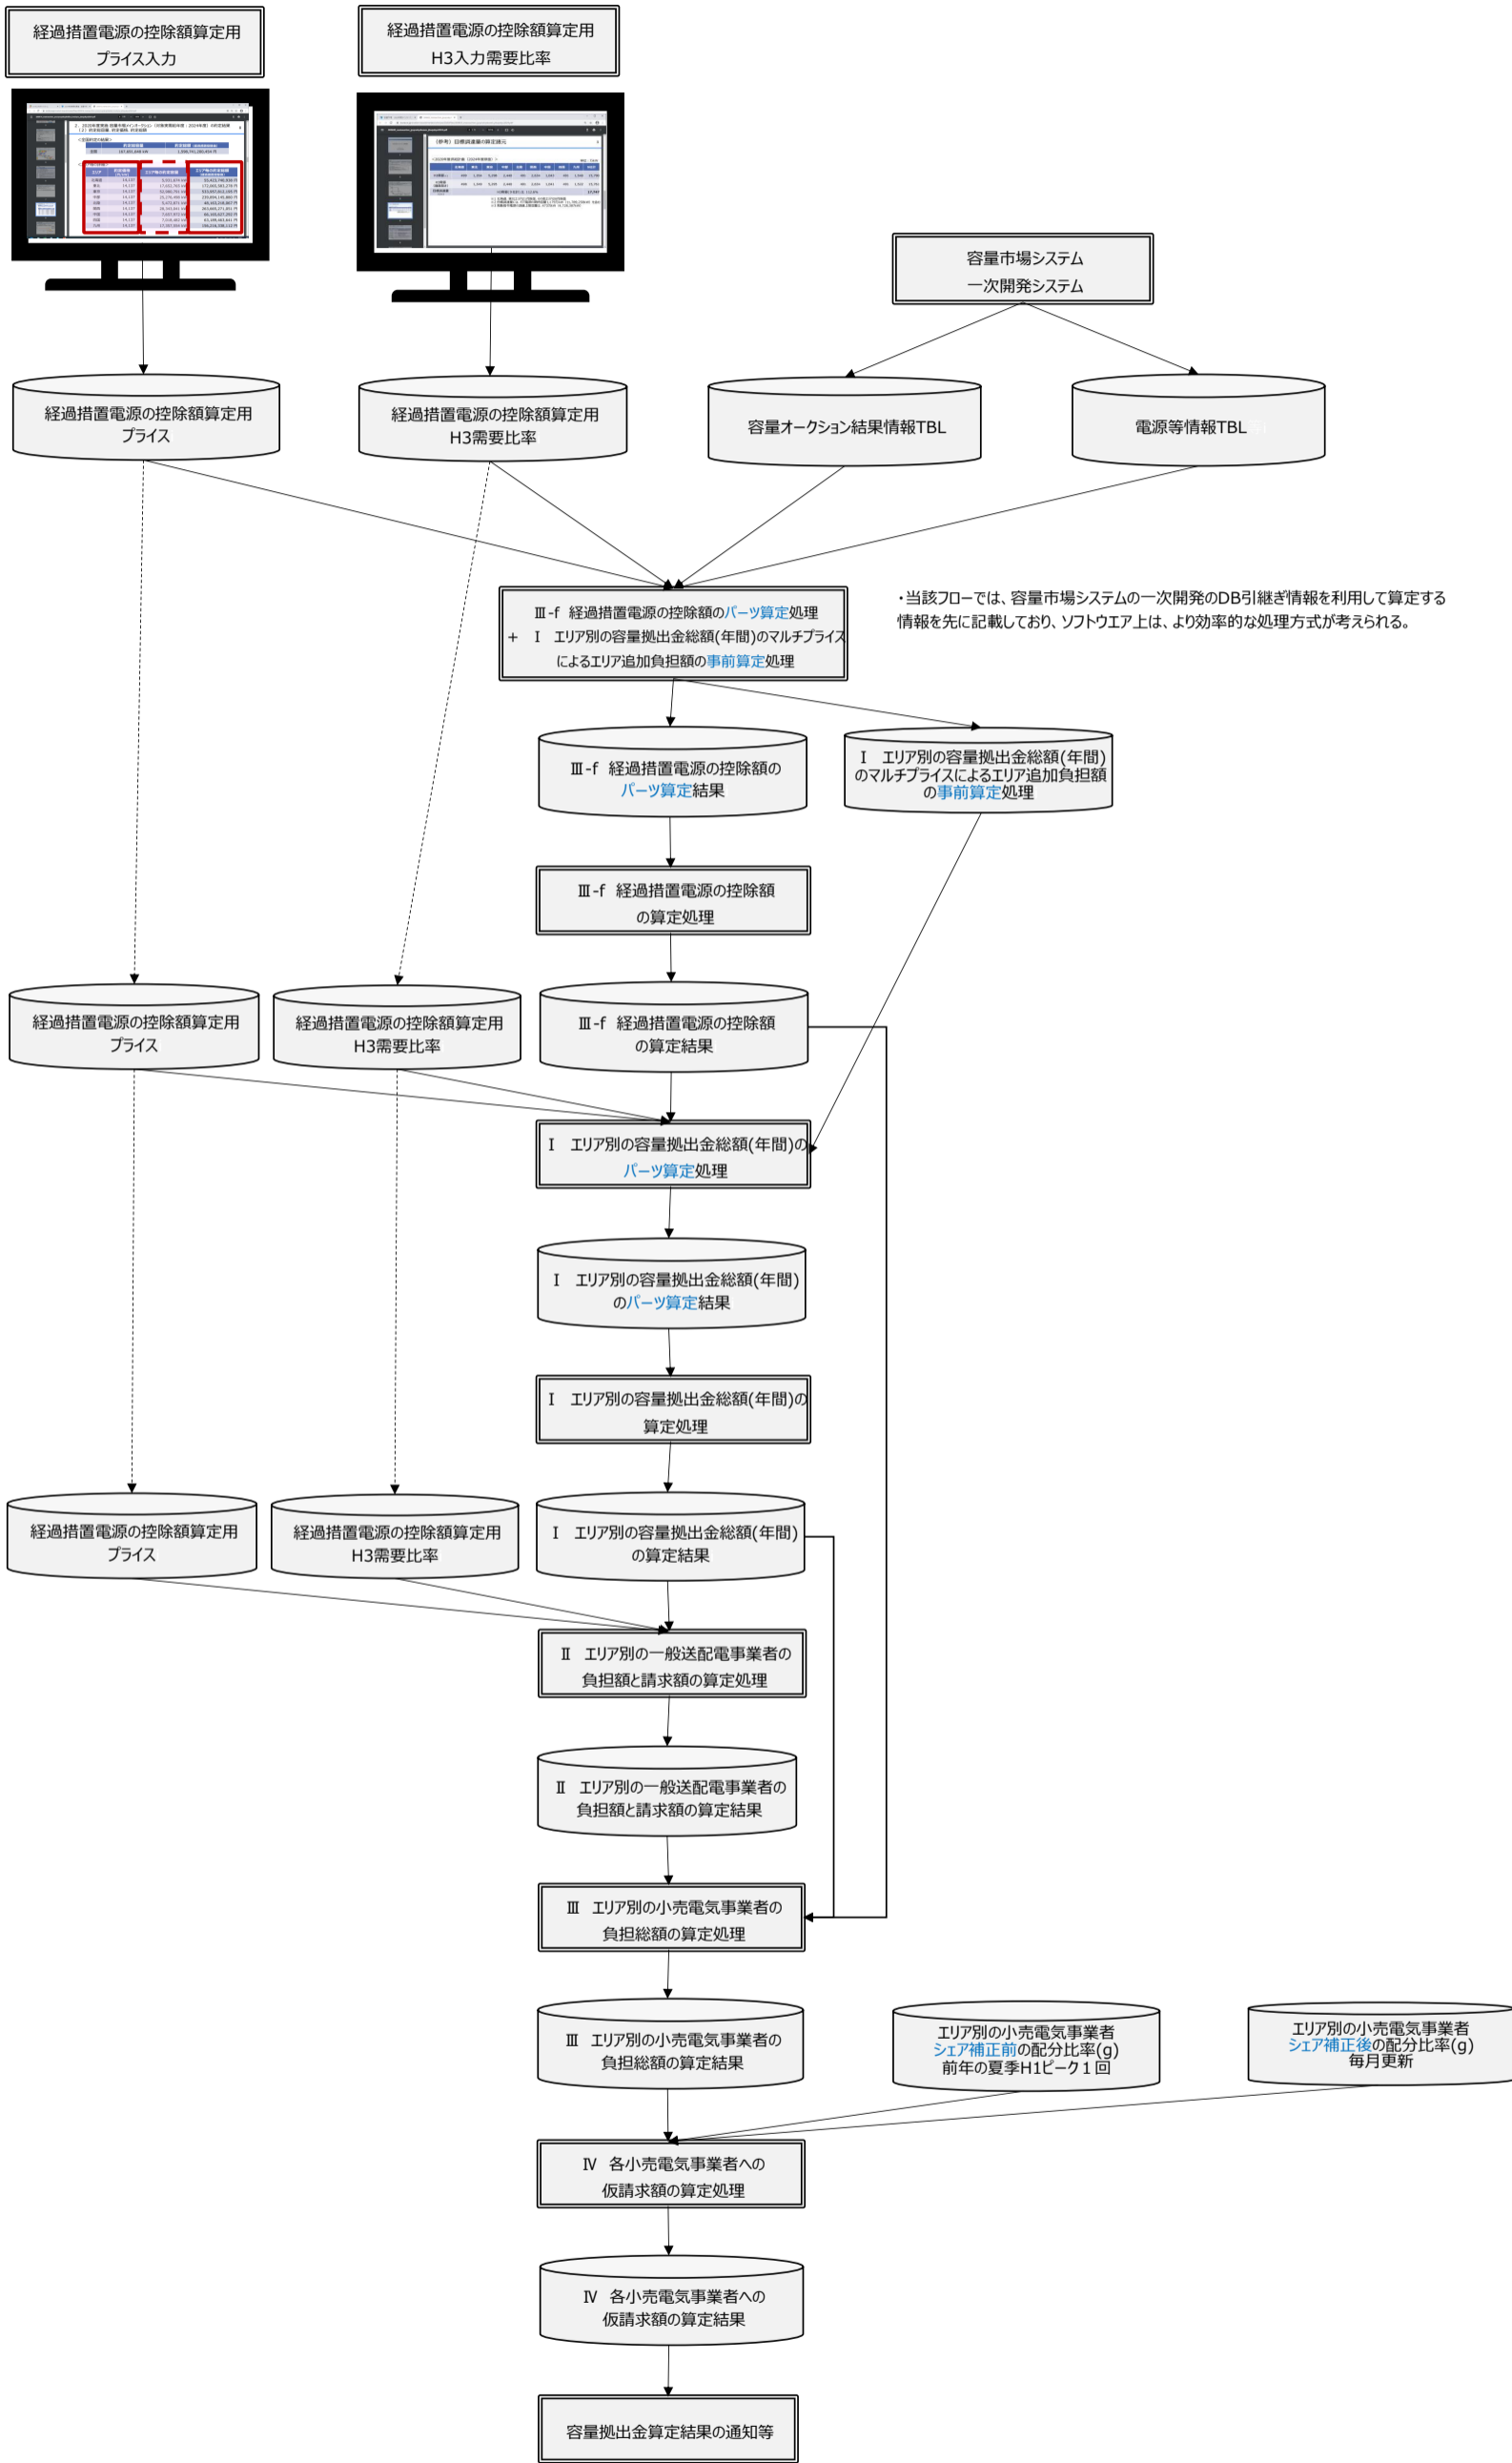 経過措置電源の控除額算定用
プライス入力
経過措置電源の控除額算定用
H3入力需要比率
容量市場システム
一次開発システム
経過措置電源の控除額算定用
プライス
経過措置電源の控除額算定用
H3需要比率
容量オークション結果情報TBL
電源等情報TBL
Ⅲ-f 経過措置電源の控除額のパーツ算定処理
+ Ⅰ エリア別の容量拠出金総額(年間)のマルチプライス
によるエリア追加負担額の事前算定処理
・当該フローでは、容量市場システムの一次開発のDB引継ぎ情報を利用して算定する
情報を先に記載しており、ソフトウエア上は、より効率的な処理方式が考えられる。
Ⅲ-f 経過措置電源の控除額の
パーツ算定結果
Ⅰ エリア別の容量拠出金総額(年間)
のマルチプライスによるエリア追加負担額
の事前算定処理
Ⅲ-f 経過措置電源の控除額
の算定処理
経過措置電源の控除額算定用
プライス
経過措置電源の控除額算定用
H3需要比率
Ⅲ-f 経過措置電源の控除額
の算定結果
Ⅰ エリア別の容量拠出金総額(年間)の
パーツ算定処理
Ⅰ エリア別の容量拠出金総額(年間)
のパーツ算定結果
Ⅰ エリア別の容量拠出金総額(年間)の
算定処理
経過措置電源の控除額算定用
プライス
経過措置電源の控除額算定用
H3需要比率
Ⅰ エリア別の容量拠出金総額(年間)
の算定結果
Ⅱ エリア別の一般送配電事業者の
負担額と請求額の算定処理
Ⅱ エリア別の一般送配電事業者の
負担額と請求額の算定結果
Ⅲ エリア別の小売電気事業者の
負担総額の算定処理
Ⅲ エリア別の小売電気事業者の
負担総額の算定結果
エリア別の小売電気事業者
シェア補正前の配分比率(g)
前年の夏季H1ピーク１回
エリア別の小売電気事業者
シェア補正後の配分比率(g)
毎月更新
Ⅳ 各小売電気事業者への
仮請求額の算定処理
Ⅳ 各小売電気事業者への
仮請求額の算定結果
容量拠出金算定結果の通知等